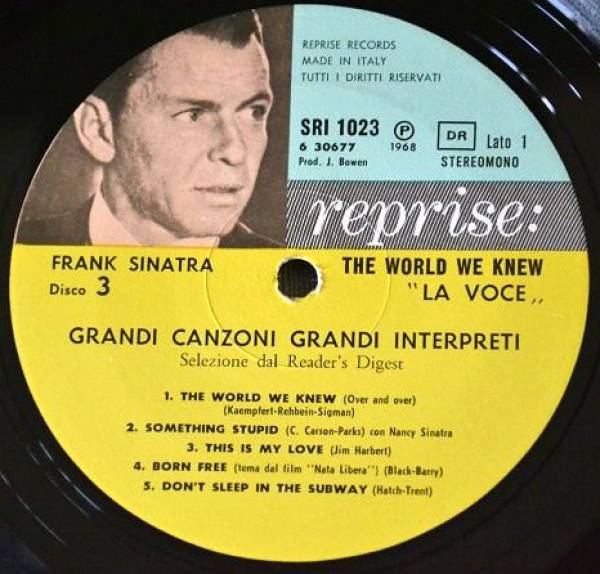 REPRISE RECORDS
MADE IN ITALY
TUTTI I DIRITTI RISERVATI
SRI 1023 Ⓟ DR Lato 1
6 30677 1968 STEREOMONO
Prod. J. Bowen
reprise:
FRANK SINATRA THE WORLD WE KNEW
Disco 3 "LA VOCE„
GRANDI CANZONI GRANDI INTERPRETI
Selezione dal Reader's Digest
1. THE WORLD WE KNEW (Over and over)
(Kaempfert-Rehbein-Sigman)
2. SOMETHING STUPID (C. Carson-Parks) con Nancy Sinatra
3. THIS IS MY LOVE (Jim Harbert)
4. BORN FREE (tema dal film "Nata Libera") (Black-Barry)
5. DON'T SLEEP IN THE SUBWAY (Hatch-Trent)